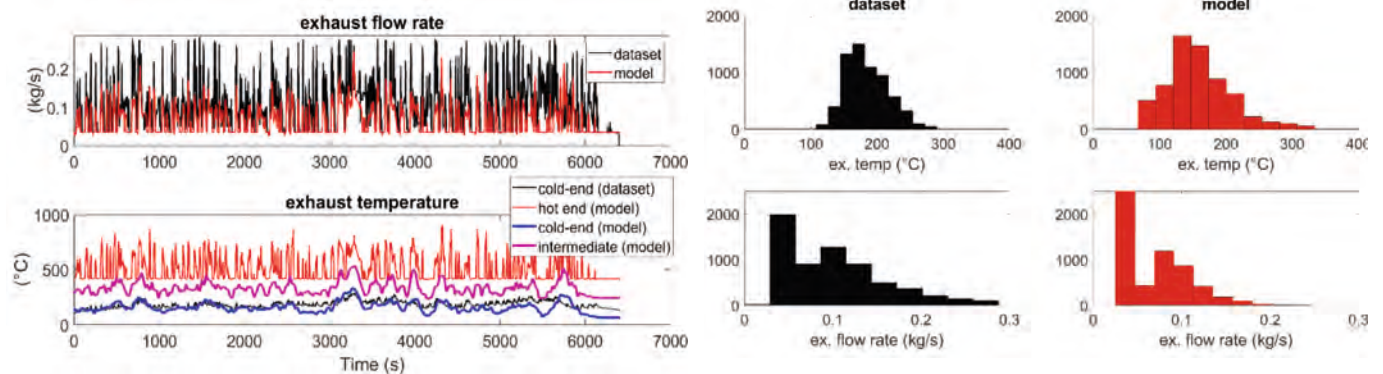 exhaust flow rate
0.2
0.1
0
(kg/s)
dataset
model
0 1000 2000 3000 4000 5000 6000 7000
exhaust temperature
1000
500
0
(°C)
cold-end (dataset)
hot end (model)
cold-end (model)
intermediate (model)
0 1000 2000 3000 4000 5000 6000 7000
Time (s)
dataset
2000
1000
0
0 100 200 300 400
ex. temp (°C)
model
2000
1000
0
0 100 200 300 400
ex. temp (°C)
2000
1000
0
0 0.1 0.2 0.3
ex. flow rate (kg/s)
2000
1000
0
0 0.1 0.2 0.3
ex. flow rate (kg/s)